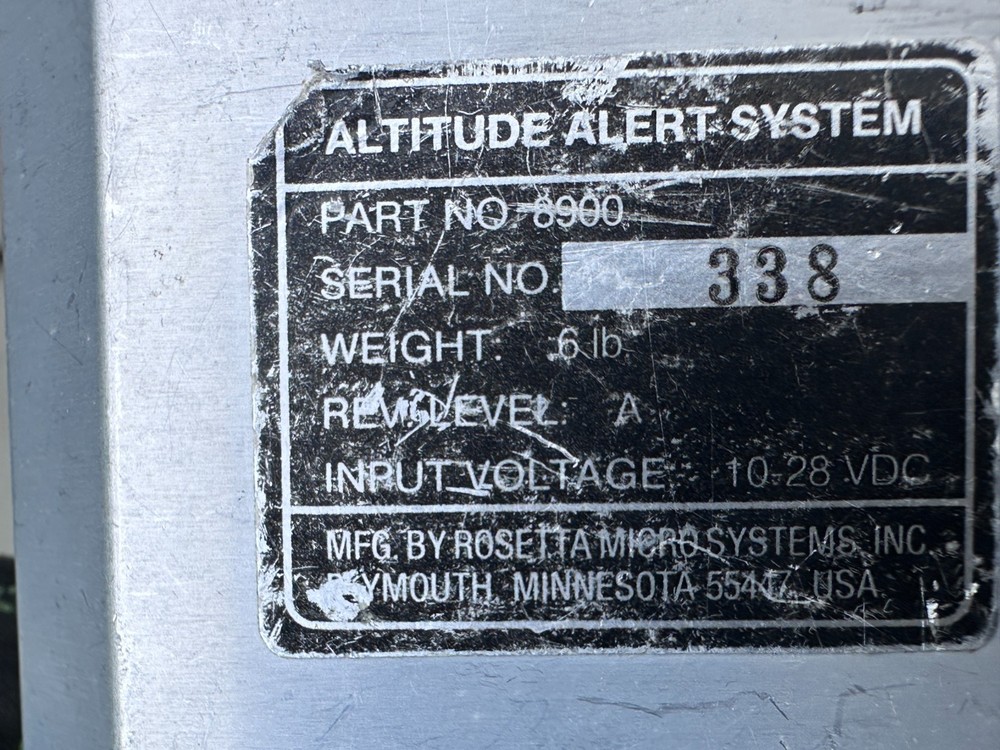 ALTITUDE ALERT SYSTEM
PART NO. 8900
SERIAL NO. 338
WEIGHT: .6 lb
REV. LEVEL: A
INPUT VOLTAGE: 10-28 VDC
MFG. BY ROSETTA MICRO SYSTEMS, INC.
PLYMOUTH, MINNESOTA 55447 USA